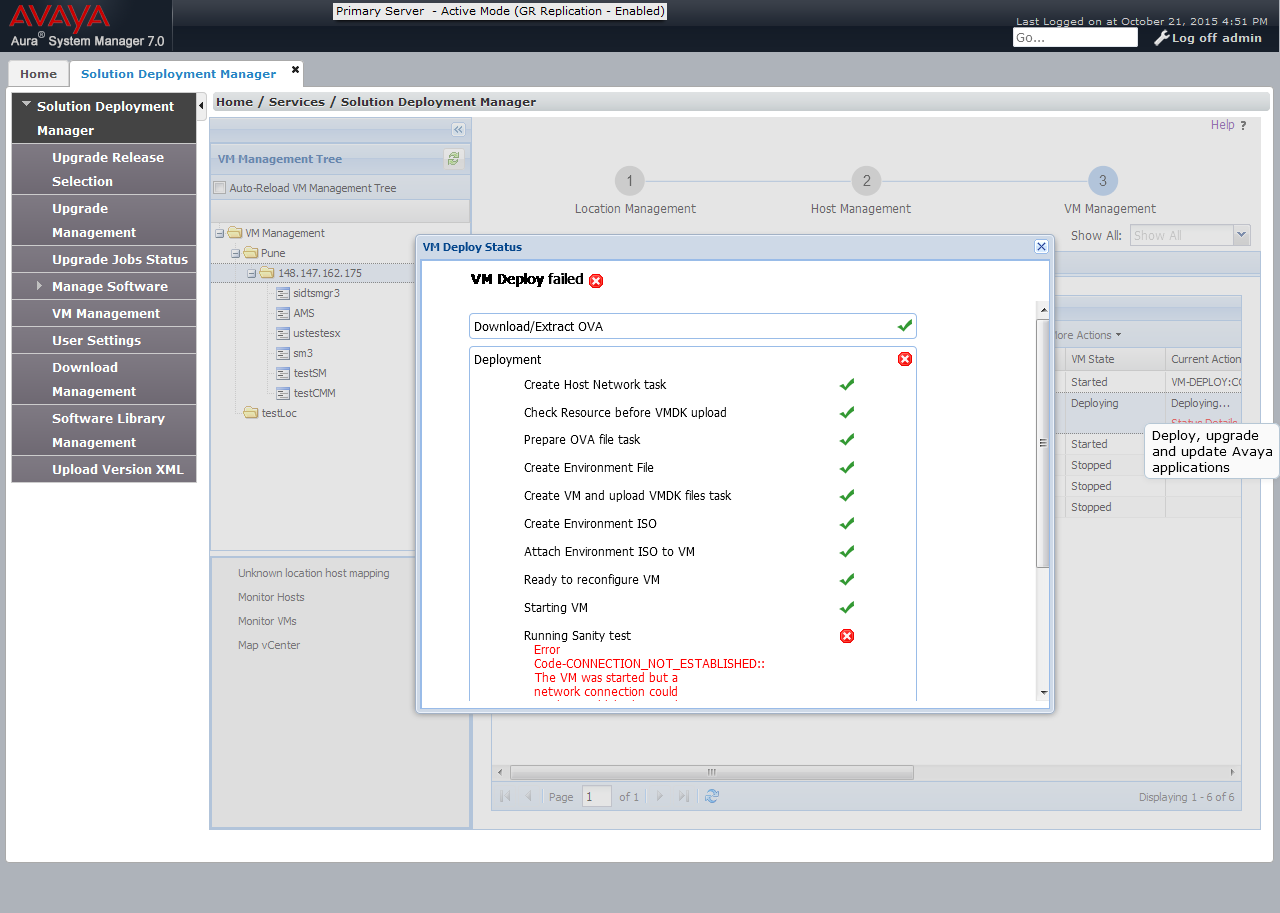 AVAYA
Aura® System Manager 7.0
Primary Server - Active Mode (GR Replication - Enabled)
Last Logged on at October 21, 2015 4:51 PM
Go...
Log off admin
Home
Solution Deployment Manager
Solution Deployment
Manager
Upgrade Release
Selection
Upgrade
Management
Upgrade Jobs Status
Manage Software
VM Management
User Settings
Download
Management
Software Library
Management
Upload Version XML
Home / Services / Solution Deployment Manager
Help ?
VM Management Tree
Auto-Reload VM Management Tree
VM Management
Pune
148.147.162.175
sidtsmgr3
AMS
ustestesx
sm3
testSM
testCMM
testLoc
Unknown location host mapping
Monitor Hosts
Monitor VMs
Map vCenter
1
2
3
Location Management
Host Management
VM Management
Show All:
Show All
VM Deploy Status
VM Deploy failed
Download/Extract OVA
Deployment
Create Host Network task
Check Resource before VMDK upload
Prepare OVA file task
Create Environment File
Create VM and upload VMDK files task
Create Environment ISO
Attach Environment ISO to VM
Ready to reconfigure VM
Starting VM
Running Sanity test
Error
Code-CONNECTION_NOT_ESTABLISHED::
The VM was started but a
network connection could
Actions
VM State
Current Action
Started
VM-DEPLOY:
Deploying
Deploying...
Status Details
Started
Stopped
Stopped
Stopped
Deploy, upgrade
and update Avaya
applications
Page 1 of 1
Displaying 1 - 6 of 6